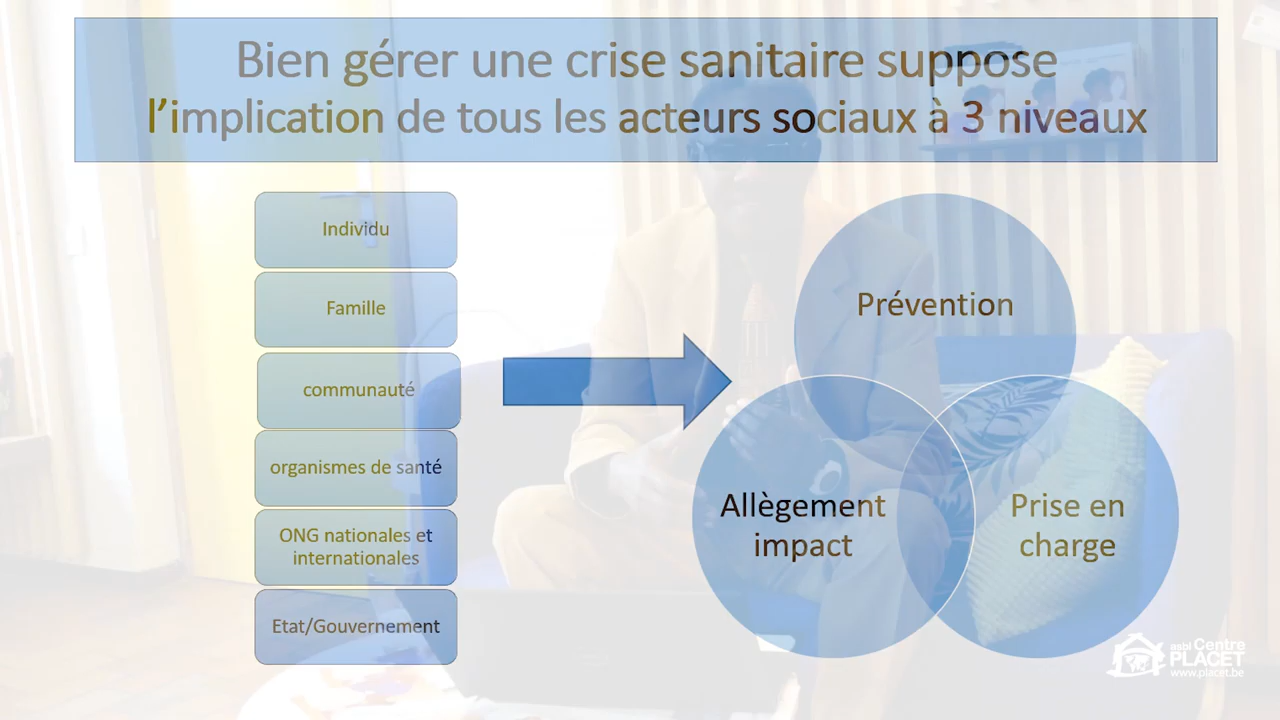 Bien gérer une crise sanitaire suppose
l’implication de tous les acteurs sociaux à 3 niveaux
Individu
Famille
communauté
organismes de santé
ONG nationales et
internationales
Etat/Gouvernement
Prévention
Allègement
impact
Prise en
charge
asbl Centre
PLACET
www.placet.be